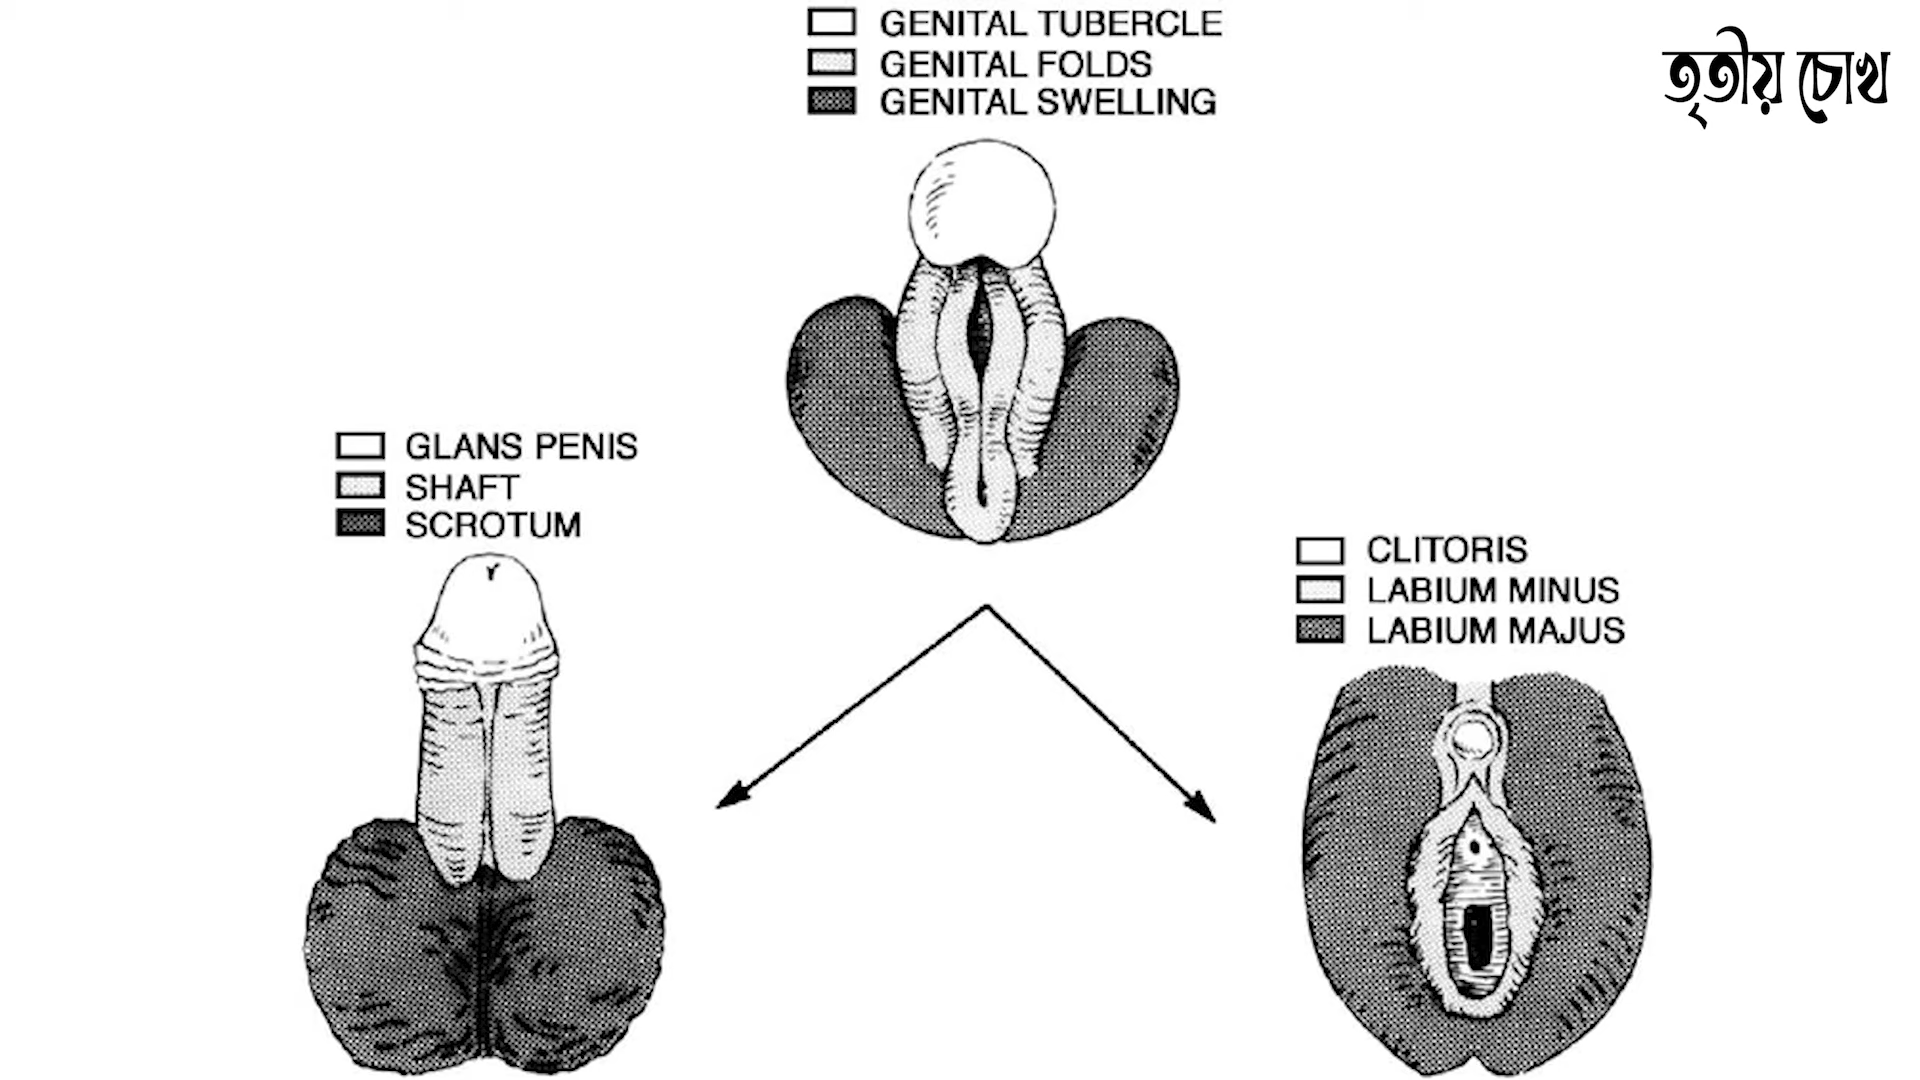 GENITAL TUBERCLE
GENITAL FOLDS
GENITAL SWELLING
তৃতীয় চোখ
GLANS PENIS
SHAFT
SCROTUM
CLITORIS
LABIUM MINUS
LABIUM MAJUS